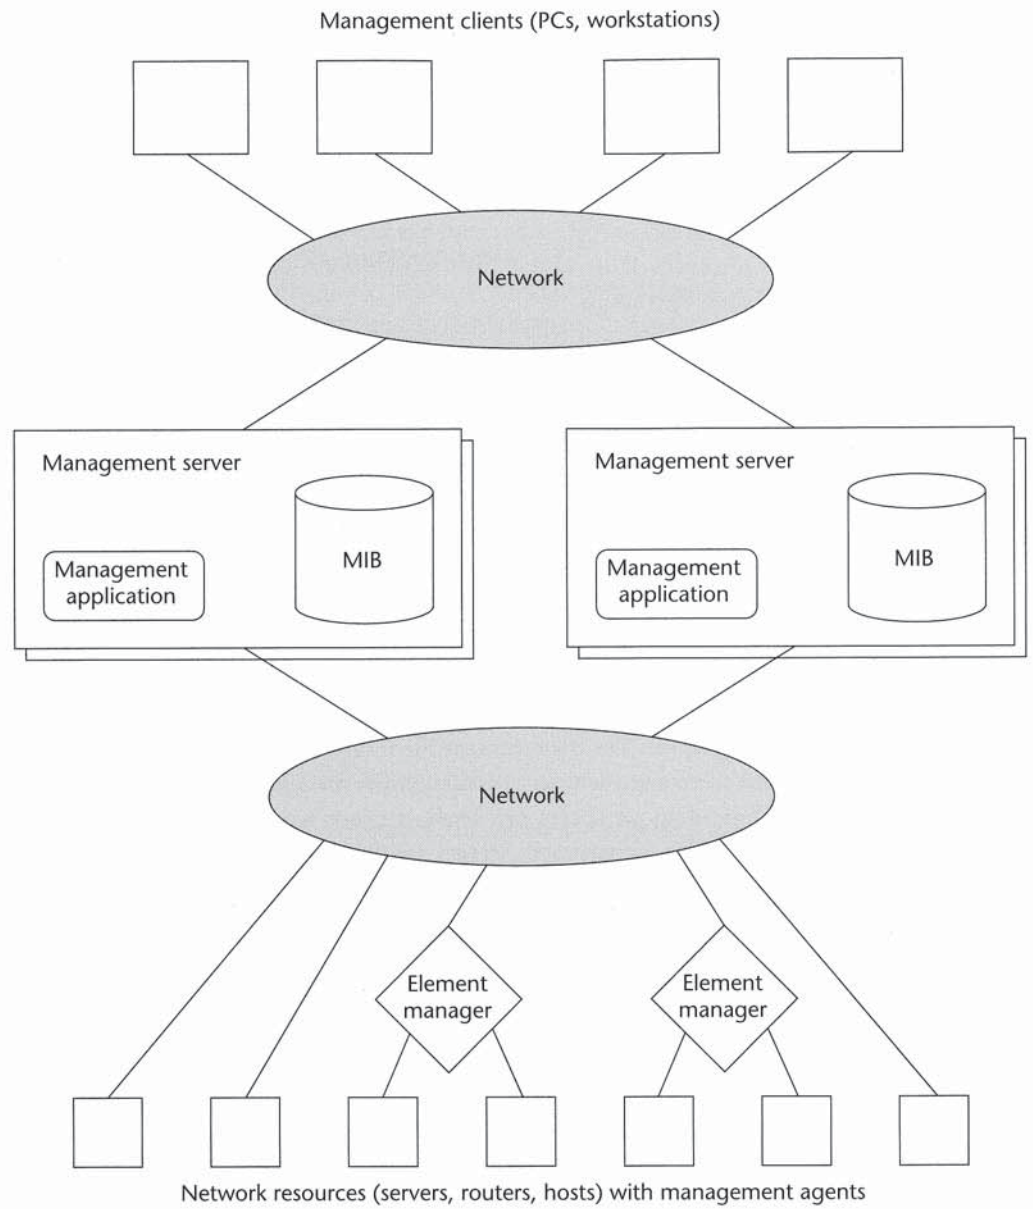 Management clients (PCs, workstations)
Network
Management server
Management
application
MIB
Management server
Management
application
MIB
Network
Element
manager
Element
manager
Network resources (servers, routers, hosts) with management agents